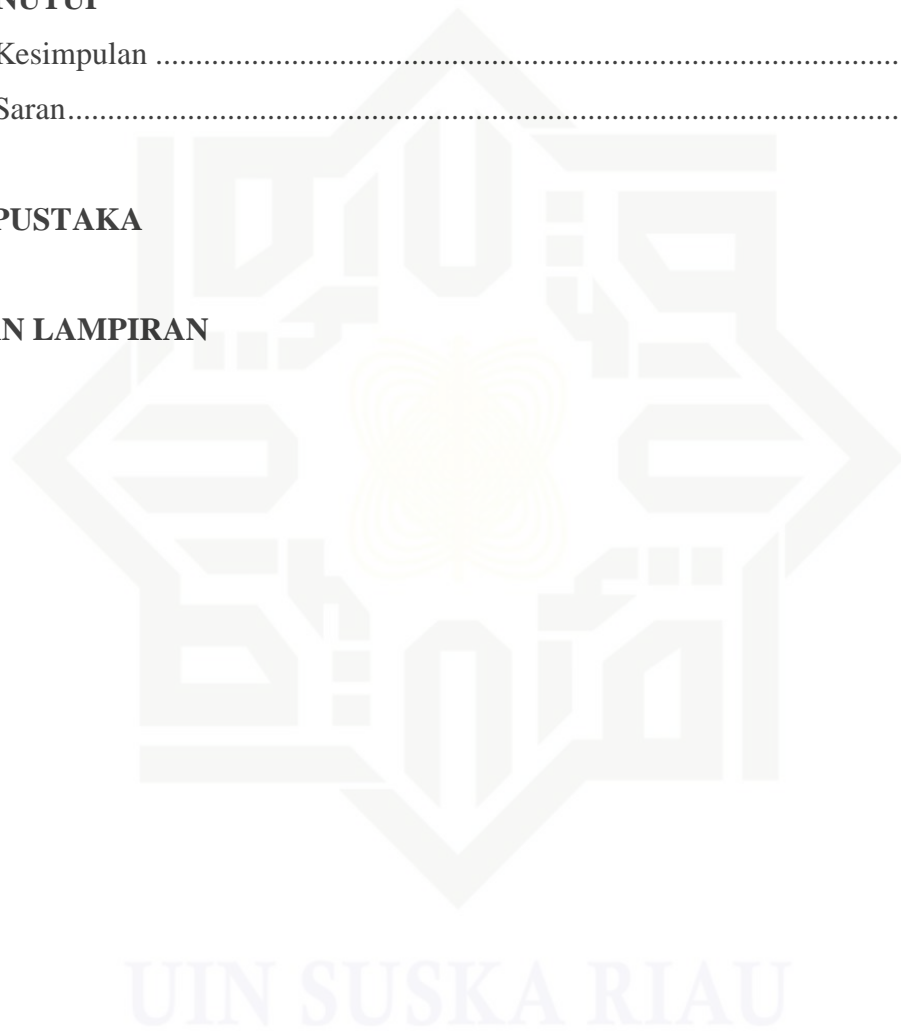 NUTUP
Kesimpulan ..............................................................................................
Saran.........................................................................................................
PUSTAKA
N LAMPIRAN
UIN SUSKA RIAU